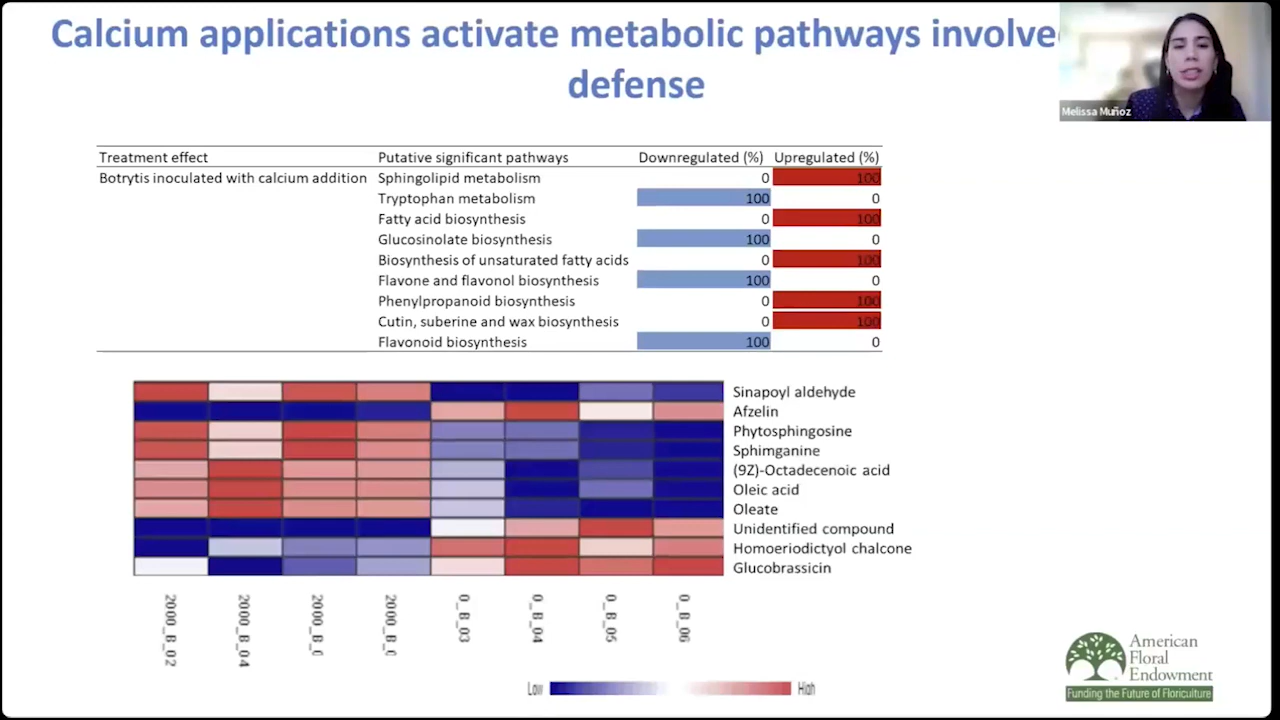 Calcium applications activate metabolic pathways involve
defense
Melissa Muñoz
Treatment effect Putative significant pathways Downregulated (%) Upregulated (%)
Botrytis inoculated with calcium addition Sphingolipid metabolism 0 100
Tryptophan metabolism 100 0
Fatty acid biosynthesis 0 100
Glucosinolate biosynthesis 100 0
Biosynthesis of unsaturated fatty acids 0 100
Flavone and flavonol biosynthesis 100 0
Phenylpropanoid biosynthesis 0 100
Cutin, suberine and wax biosynthesis 0 100
Flavonoid biosynthesis 100 0
Sinapoyl aldehyde
Afzelin
Phytosphingosine
Sphimganine
(9Z)-Octadecenoic acid
Oleic acid
Oleate
Unidentified compound
Homoeriodictyol chalcone
Glucobrassicin
2000_B_02 2000_B_04 2000_B_0 2000_B_0 0_B_03 0_B_04 0_B_05 0_B_06
Low High
American
Floral
Endowment
Funding the Future of Floriculture